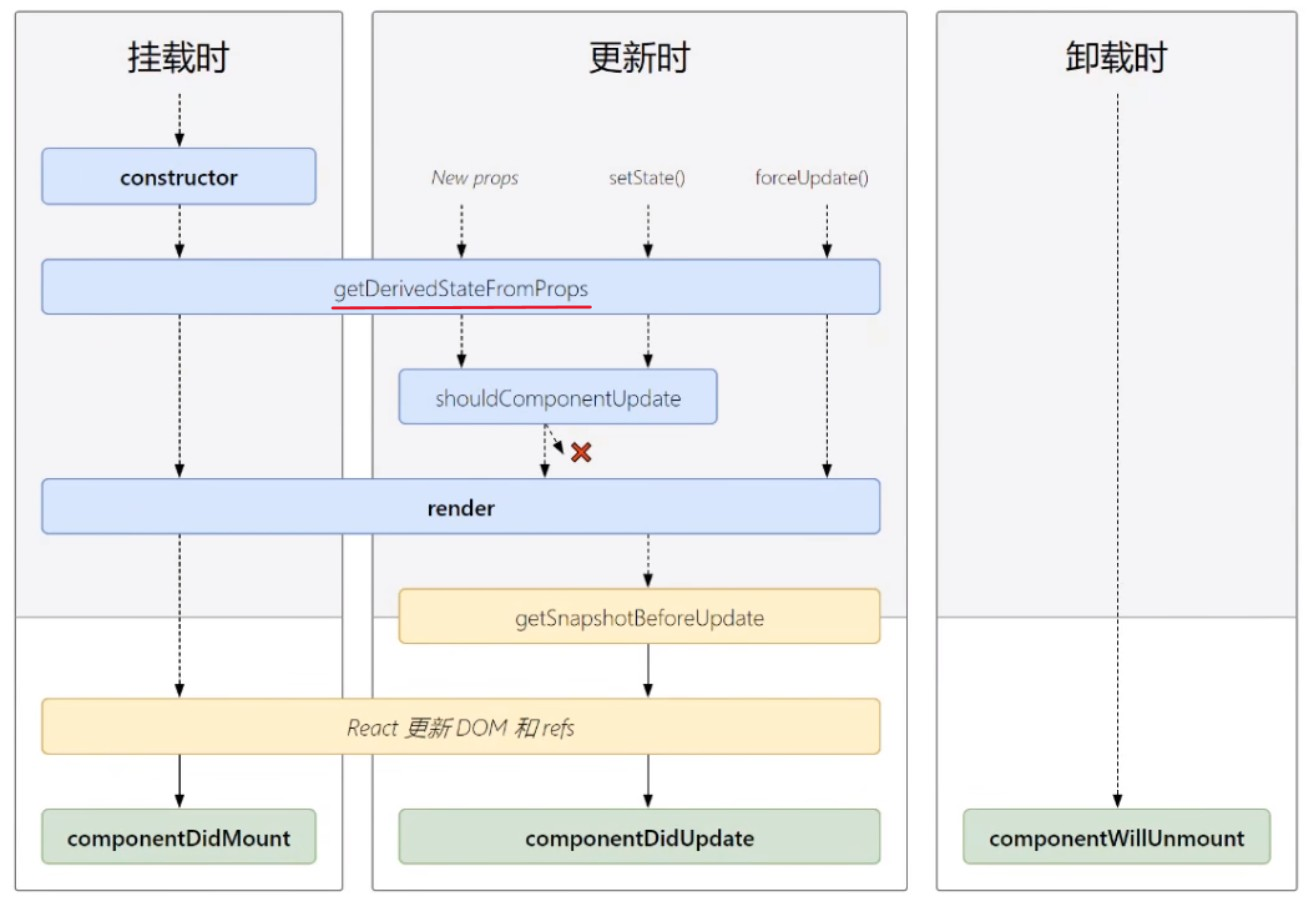 挂载时
更新时
卸载时
constructor
New props
setState()
forceUpdate()
getDerivedStateFromProps
shouldComponentUpdate
render
getSnapshotBeforeUpdate
React 更新 DOM 和 refs
componentDidMount
componentDidUpdate
componentWillUnmount